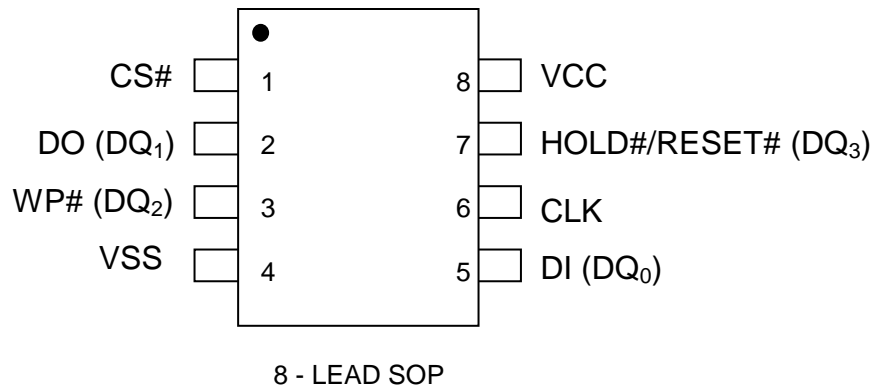 CS# 1 8 VCC
DO (DQ₁) 2 7 HOLD#/RESET# (DQ₃)
WP# (DQ₂) 3 6 CLK
VSS 4 5 DI (DQ₀)
8 - LEAD SOP